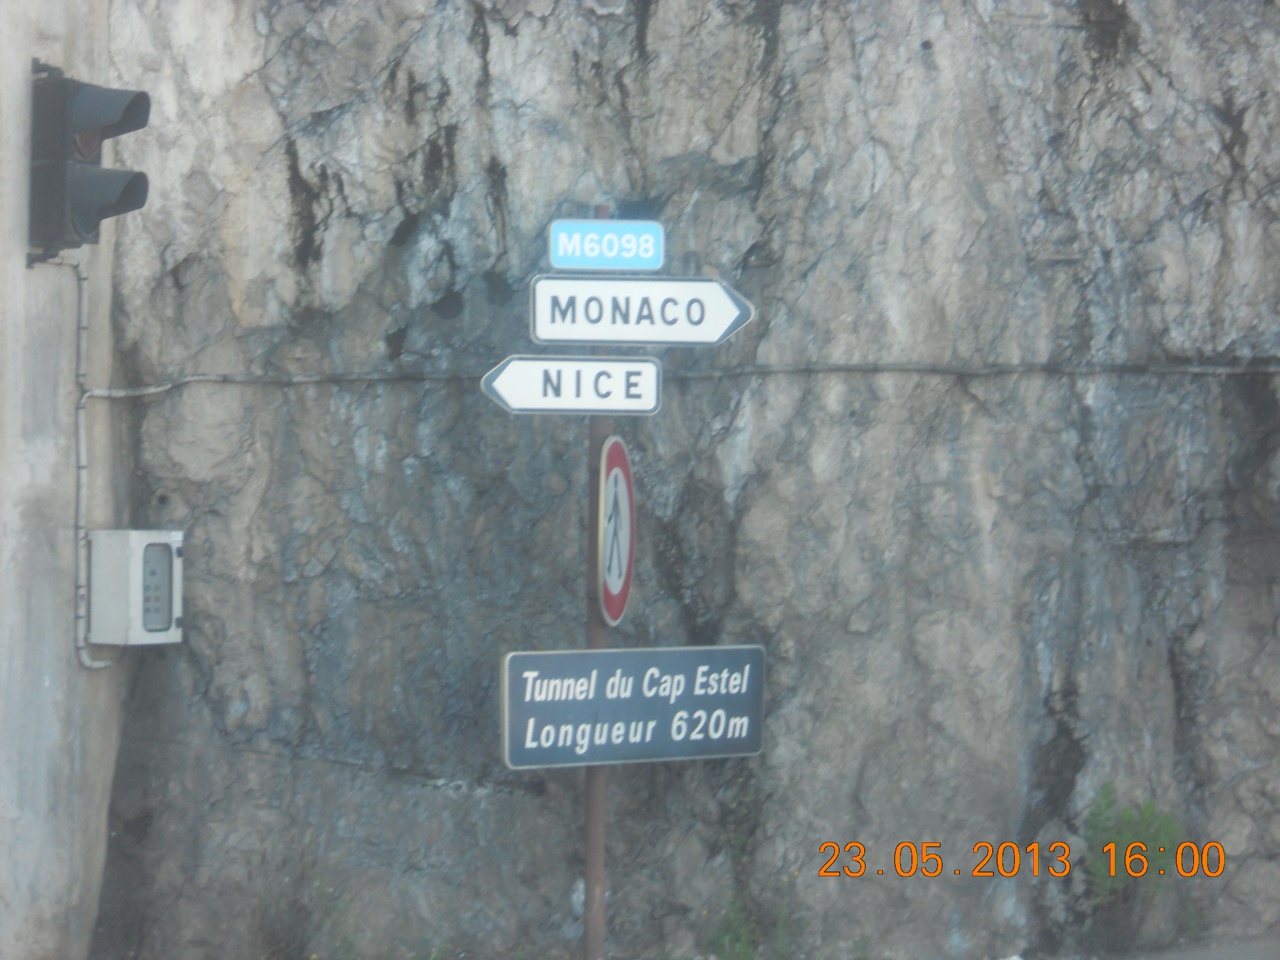 M6098
MONACO
NICE
Tunnel du Cap Estel
Longueur 620m
23.05.2013 16:00